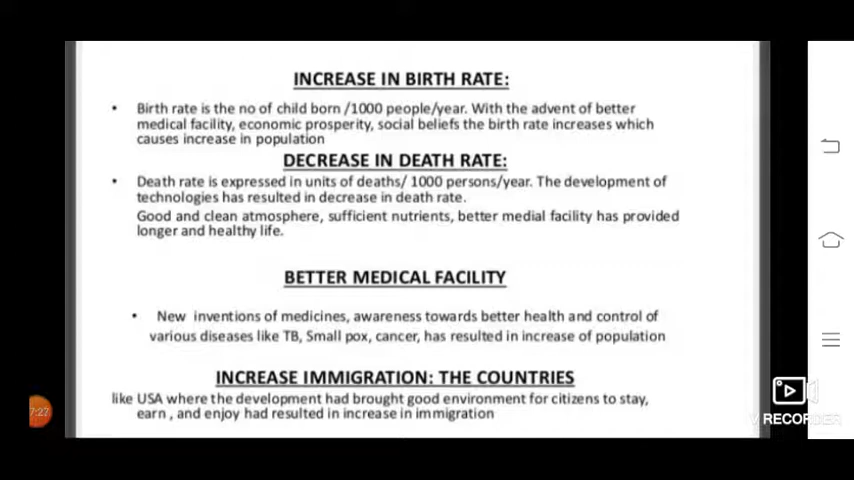 INCREASE IN BIRTH RATE:
• Birth rate is the no of child born /1000 people/year. With the advent of better
medical facility, economic prosperity, social beliefs the birth rate increases which
causes increase in population
DECREASE IN DEATH RATE:
• Death rate is expressed in units of deaths/ 1000 persons/year. The development of
technologies has resulted in decrease in death rate.
Good and clean atmosphere, sufficient nutrients, better medial facility has provided
longer and healthy life.
BETTER MEDICAL FACILITY
• New inventions of medicines, awareness towards better health and control of
various diseases like TB, Small pox, cancer, has resulted in increase of population
INCREASE IMMIGRATION: THE COUNTRIES
like USA where the development had brought good environment for citizens to stay,
earn , and enjoy had resulted in increase in immigration
7:27
V RECORDER